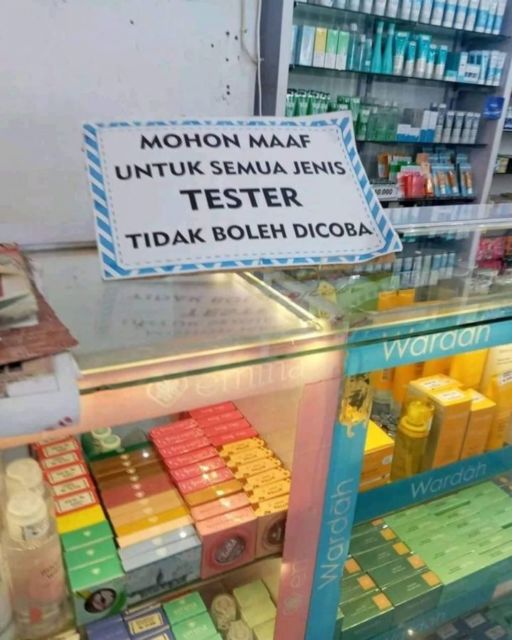 MOHON MAAF
UNTUK SEMUA JENIS
TESTER
TIDAK BOLEH DICOBA
emina
Wardah
Wardah
Wardah